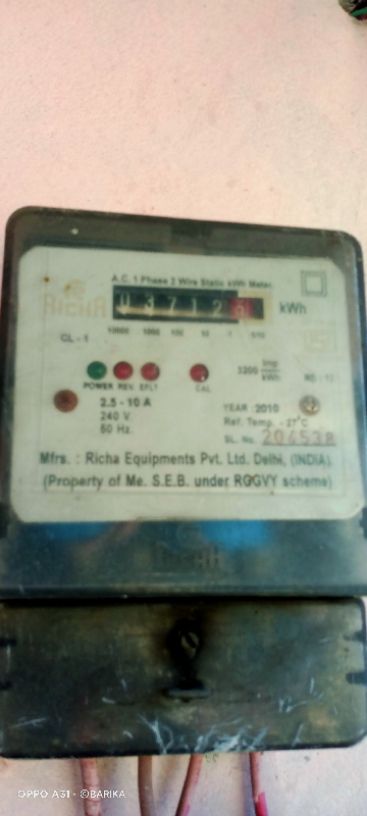 A.C. 1 Phase 2 Wire Static kWh Meter.
RICHA
03712
kWh
10000 1000 100 10 1 1/10
CL - 1
POWER REV. EFLT CAL
3200 imp/kWh
2.5 - 10 A
240 V.
50 Hz.
YEAR : 2010
Ref. Temp. - 27°C
SL. No. 204538
Mfrs. : Richa Equipments Pvt. Ltd. Delhi, (INDIA)
(Property of Me. S.E.B. under RGGVY scheme)
OPPO A31 · ©BARIKA